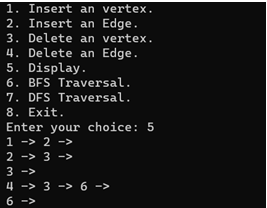 1. Insert an vertex.
2. Insert an Edge.
3. Delete an vertex.
4. Delete an Edge.
5. Display.
6. BFS Traversal.
7. DFS Traversal.
8. Exit.
Enter your choice: 5
1 -> 2 ->
2 -> 3 ->
3 ->
4 -> 3 -> 6 ->
6 ->